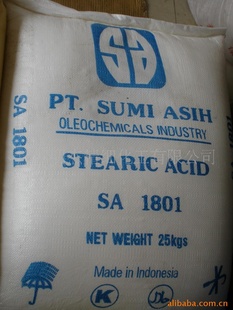 SA
PT. SUMI ASIH
OLEOCHEMICALS INDUSTRY
SA 1801
STEARIC ACID
SA 1801
NET WEIGHT 25kgs
Made in Indonesia
K
alibaba.com.cn